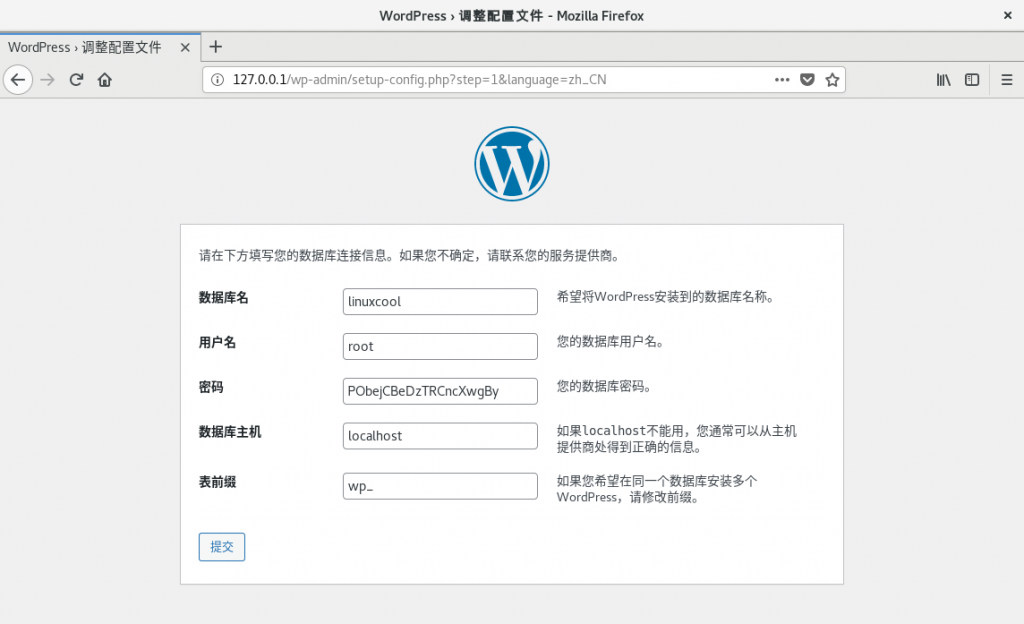 WordPress › 调整配置文件 - Mozilla Firefox
WordPress › 调整配置文件
127.0.0.1/wp-admin/setup-config.php?step=1&language=zh_CN
请在下方填写您的数据库连接信息。如果您不确定，请联系您的服务提供商。
数据库名 linuxcool 希望将WordPress安装到的数据库名称。
用户名 root 您的数据库用户名。
密码 PObejCBeDzTRCncXwgBy 您的数据库密码。
数据库主机 localhost 如果localhost不能用，您通常可以从主机
提供商处得到正确的信息。
表前缀 wp_ 如果您希望在同一个数据库安装多个
WordPress，请修改前缀。
提交